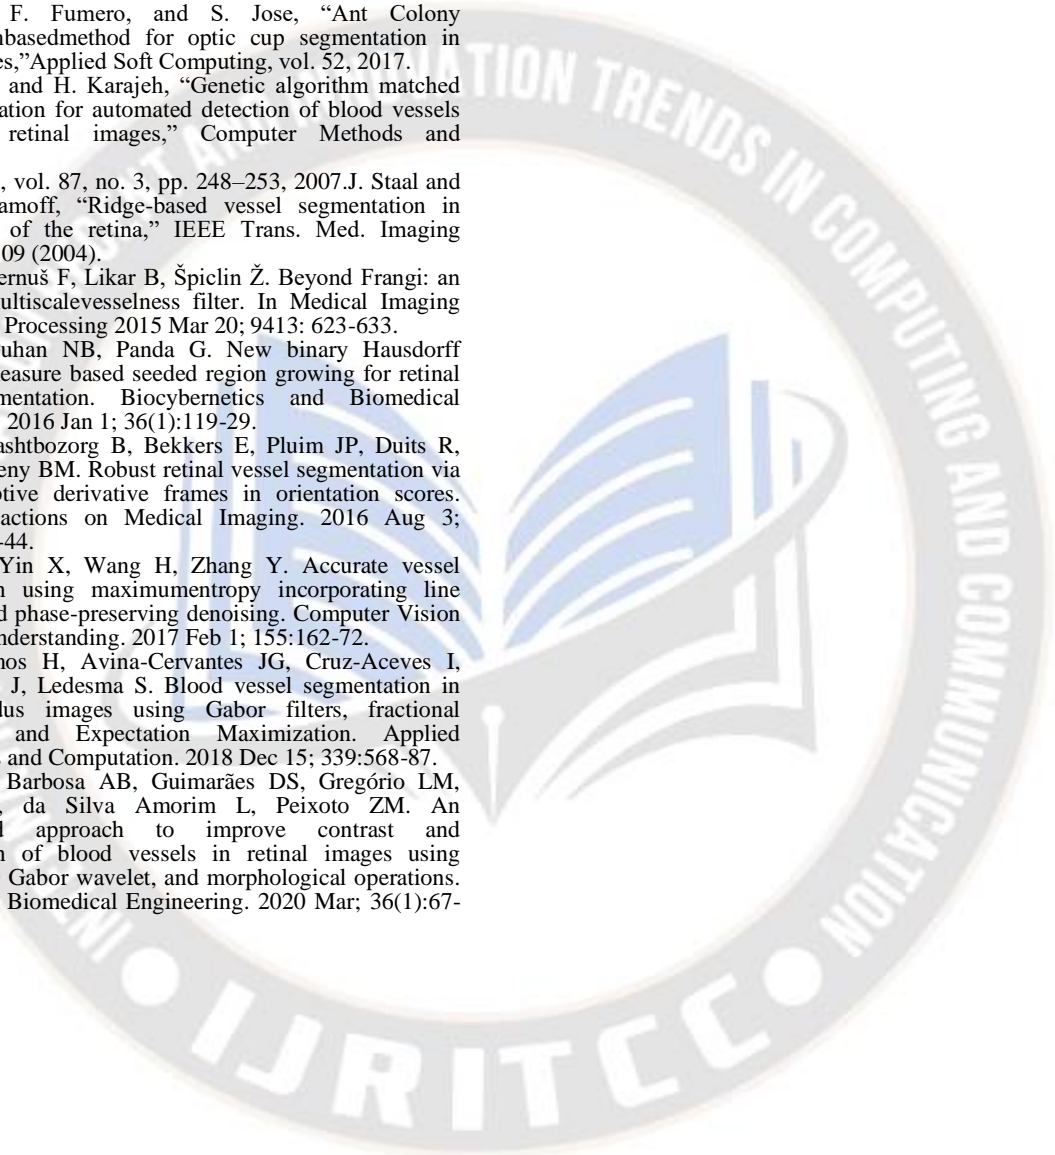 F. Fumero, and S. Jose, “Ant Colony
nbasedmethod for optic cup segmentation in
es,”Applied Soft Computing, vol. 52, 2017.
and H. Karajeh, “Genetic algorithm matched
ation for automated detection of blood vessels
retinal images,” Computer Methods and
, vol. 87, no. 3, pp. 248–253, 2007.J. Staal and
amoff, “Ridge-based vessel segmentation in
of the retina,” IEEE Trans. Med. Imaging
09 (2004).
ernuš F, Likar B, Špiclin Ž. Beyond Frangi: an
ultiscalevesselness filter. In Medical Imaging
Processing 2015 Mar 20; 9413: 623-633.
uhan NB, Panda G. New binary Hausdorff
easure based seeded region growing for retinal
mentation. Biocybernetics and Biomedical
2016 Jan 1; 36(1):119-29.
ashtbozorg B, Bekkers E, Pluim JP, Duits R,
eny BM. Robust retinal vessel segmentation via
ptive derivative frames in orientation scores.
actions on Medical Imaging. 2016 Aug 3;
-44.
Yin X, Wang H, Zhang Y. Accurate vessel
n using maximumentropy incorporating line
d phase-preserving denoising. Computer Vision
nderstanding. 2017 Feb 1; 155:162-72.
nos H, Avina-Cervantes JG, Cruz-Aceves I,
J, Ledesma S. Blood vessel segmentation in
dus images using Gabor filters, fractional
and Expectation Maximization. Applied
s and Computation. 2018 Dec 15; 339:568-87.
Barbosa AB, Guimarães DS, Gregório LM,
, da Silva Amorim L, Peixoto ZM. An
d approach to improve contrast and
n of blood vessels in retinal images using
Gabor wavelet, and morphological operations.
Biomedical Engineering. 2020 Mar; 36(1):67-
TION TRENDS IN COMPUTING AND COMMUNICATION
IJRITCC